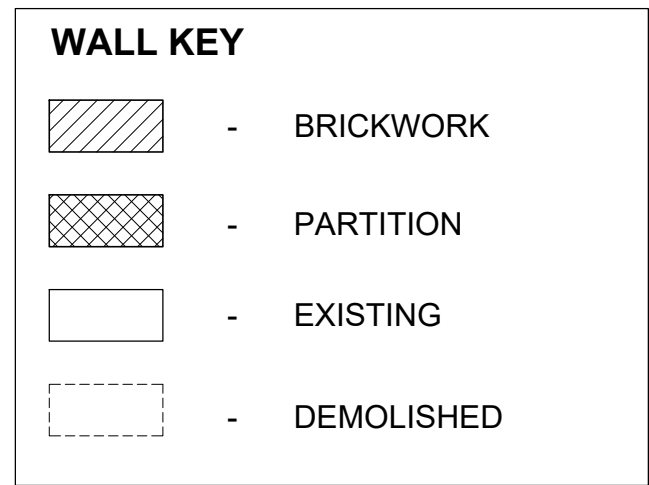 WALL KEY
- BRICKWORK
- PARTITION
- EXISTING
- DEMOLISHED